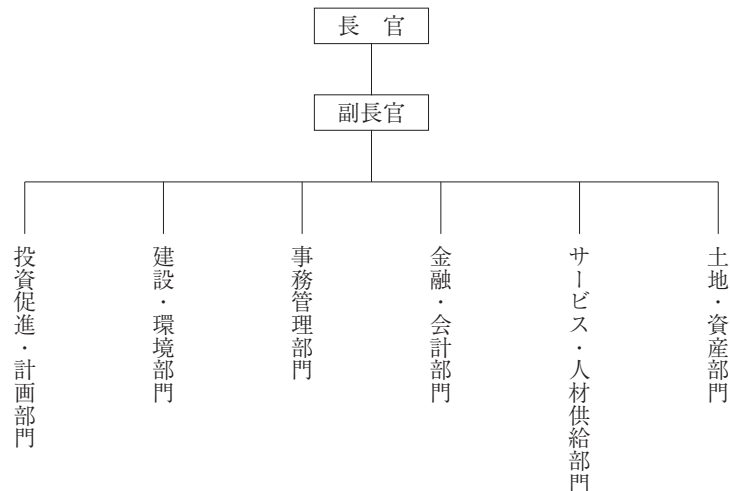 長　官
副長官
投資促進・計画部門
建設・環境部門
事務管理部門
金融・会計部門
サービス・人材供給部門
土地・資産部門